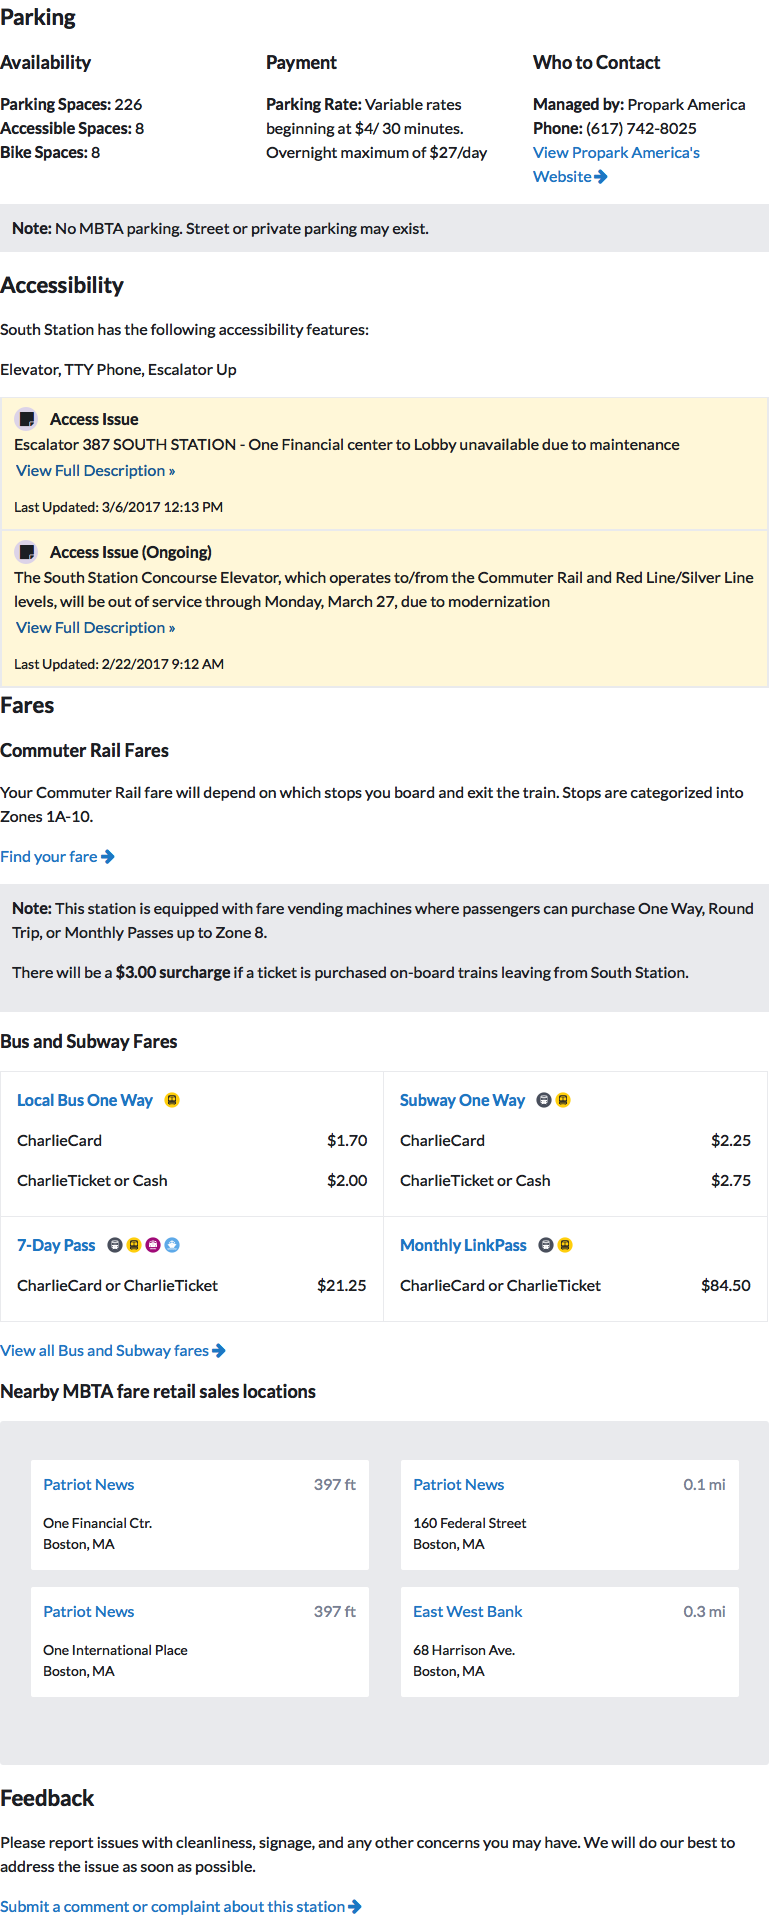 Parking
Availability
Parking Spaces: 226
Accessible Spaces: 8
Bike Spaces: 8
Payment
Parking Rate: Variable rates
beginning at $4/ 30 minutes.
Overnight maximum of $27/day
Who to Contact
Managed by: Propark America
Phone: (617) 742-8025
View Propark America's
Website
Note: No MBTA parking. Street or private parking may exist.
Accessibility
South Station has the following accessibility features:
Elevator, TTY Phone, Escalator Up
Access Issue
Escalator 387 SOUTH STATION - One Financial center to Lobby unavailable due to maintenance
View Full Description »
Last Updated: 3/6/2017 12:13 PM
Access Issue (Ongoing)
The South Station Concourse Elevator, which operates to/from the Commuter Rail and Red Line/Silver Line
levels, will be out of service through Monday, March 27, due to modernization
View Full Description »
Last Updated: 2/22/2017 9:12 AM
Fares
Commuter Rail Fares
Your Commuter Rail fare will depend on which stops you board and exit the train. Stops are categorized into
Zones 1A-10.
Find your fare
Note: This station is equipped with fare vending machines where passengers can purchase One Way, Round
Trip, or Monthly Passes up to Zone 8.
There will be a $3.00 surcharge if a ticket is purchased on-board trains leaving from South Station.
Bus and Subway Fares
Local Bus One Way
CharlieCard $1.70
CharlieTicket or Cash $2.00
Subway One Way
CharlieCard $2.25
CharlieTicket or Cash $2.75
7-Day Pass
CharlieCard or CharlieTicket $21.25
Monthly LinkPass
CharlieCard or CharlieTicket $84.50
View all Bus and Subway fares
Nearby MBTA fare retail sales locations
Patriot News 397 ft
One Financial Ctr.
Boston, MA
Patriot News 0.1 mi
160 Federal Street
Boston, MA
Patriot News 397 ft
One International Place
Boston, MA
East West Bank 0.3 mi
68 Harrison Ave.
Boston, MA
Feedback
Please report issues with cleanliness, signage, and any other concerns you may have. We will do our best to
address the issue as soon as possible.
Submit a comment or complaint about this station